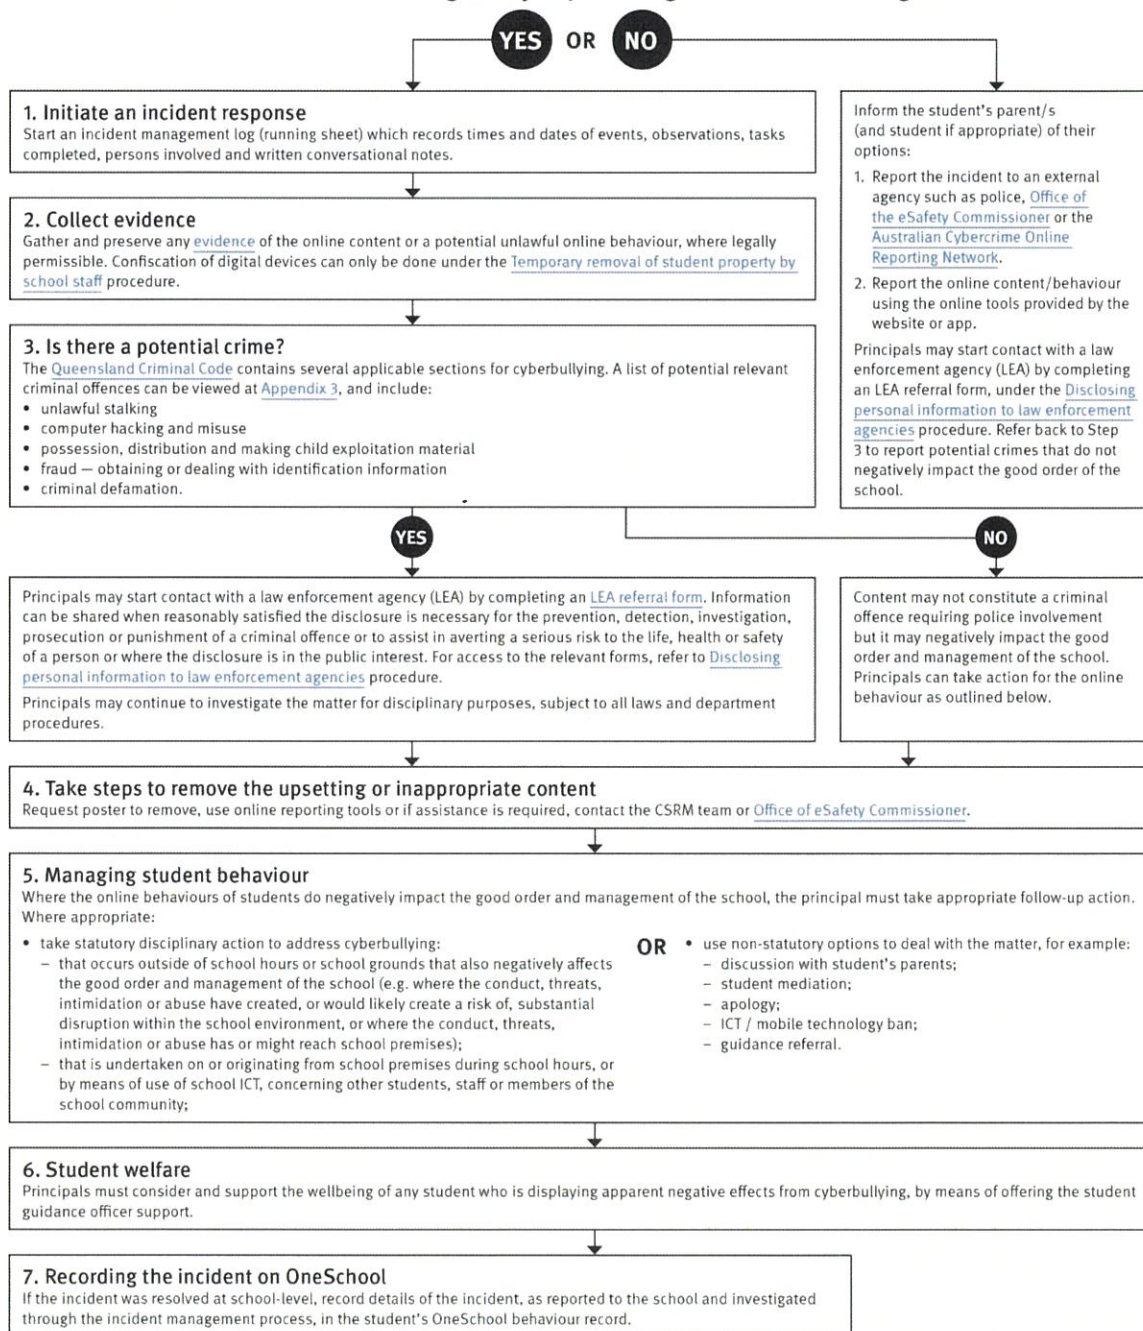 YES OR NO
1. Initiate an incident response
Start an incident management log (running sheet) which records times and dates of events, observations, tasks
completed, persons involved and written conversational notes.
Inform the student's parent/s
(and student if appropriate) of their
options:
1. Report the incident to an external
agency such as police, Office of
the eSafety Commissioner or the
Australian Cybercrime Online
Reporting Network.
2. Report the online content/behaviour
using the online tools provided by the
website or app.
Principals may start contact with a law
enforcement agency (LEA) by completing
an LEA referral form, under the Disclosing
personal information to law enforcement
agencies procedure. Refer back to Step
3 to report potential crimes that do not
negatively impact the good order of the
school.
2. Collect evidence
Gather and preserve any evidence of the online content or a potential unlawful online behaviour, where legally
permissible. Confiscation of digital devices can only be done under the Temporary removal of student property by
school staff procedure.
3. Is there a potential crime?
The Queensland Criminal Code contains several applicable sections for cyberbullying. A list of potential relevant
criminal offences can be viewed at Appendix 3, and include:
• unlawful stalking
• computer hacking and misuse
• possession, distribution and making child exploitation material
• fraud — obtaining or dealing with identification information
• criminal defamation.
YES
NO
Principals may start contact with a law enforcement agency (LEA) by completing an LEA referral form. Information
can be shared when reasonably satisfied the disclosure is necessary for the prevention, detection, investigation,
prosecution or punishment of a criminal offence or to assist in averting a serious risk to the life, health or safety
of a person or where the disclosure is in the public interest. For access to the relevant forms, refer to Disclosing
personal information to law enforcement agencies procedure.
Principals may continue to investigate the matter for disciplinary purposes, subject to all laws and department
procedures.
Content may not constitute a criminal
offence requiring police involvement
but it may negatively impact the good
order and management of the school.
Principals can take action for the online
behaviour as outlined below.
4. Take steps to remove the upsetting or inappropriate content
Request poster to remove, use online reporting tools or if assistance is required, contact the CSRM team or Office of eSafety Commissioner.
5. Managing student behaviour
Where the online behaviours of students do negatively impact the good order and management of the school, the principal must take appropriate follow-up action.
Where appropriate:
• take statutory disciplinary action to address cyberbullying:
– that occurs outside of school hours or school grounds that also negatively affects
the good order and management of the school (e.g. where the conduct, threats,
intimidation or abuse have created, or would likely create a risk of, substantial
disruption within the school environment, or where the conduct, threats,
intimidation or abuse has or might reach school premises);
– that is undertaken on or originating from school premises during school hours, or
by means of use of school ICT, concerning other students, staff or members of the
school community;
OR
• use non-statutory options to deal with the matter, for example:
– discussion with student's parents;
– student mediation;
– apology;
– ICT / mobile technology ban;
– guidance referral.
6. Student welfare
Principals must consider and support the wellbeing of any student who is displaying apparent negative effects from cyberbullying, by means of offering the student
guidance officer support.
7. Recording the incident on OneSchool
If the incident was resolved at school-level, record details of the incident, as reported to the school and investigated
through the incident management process, in the student's OneSchool behaviour record.